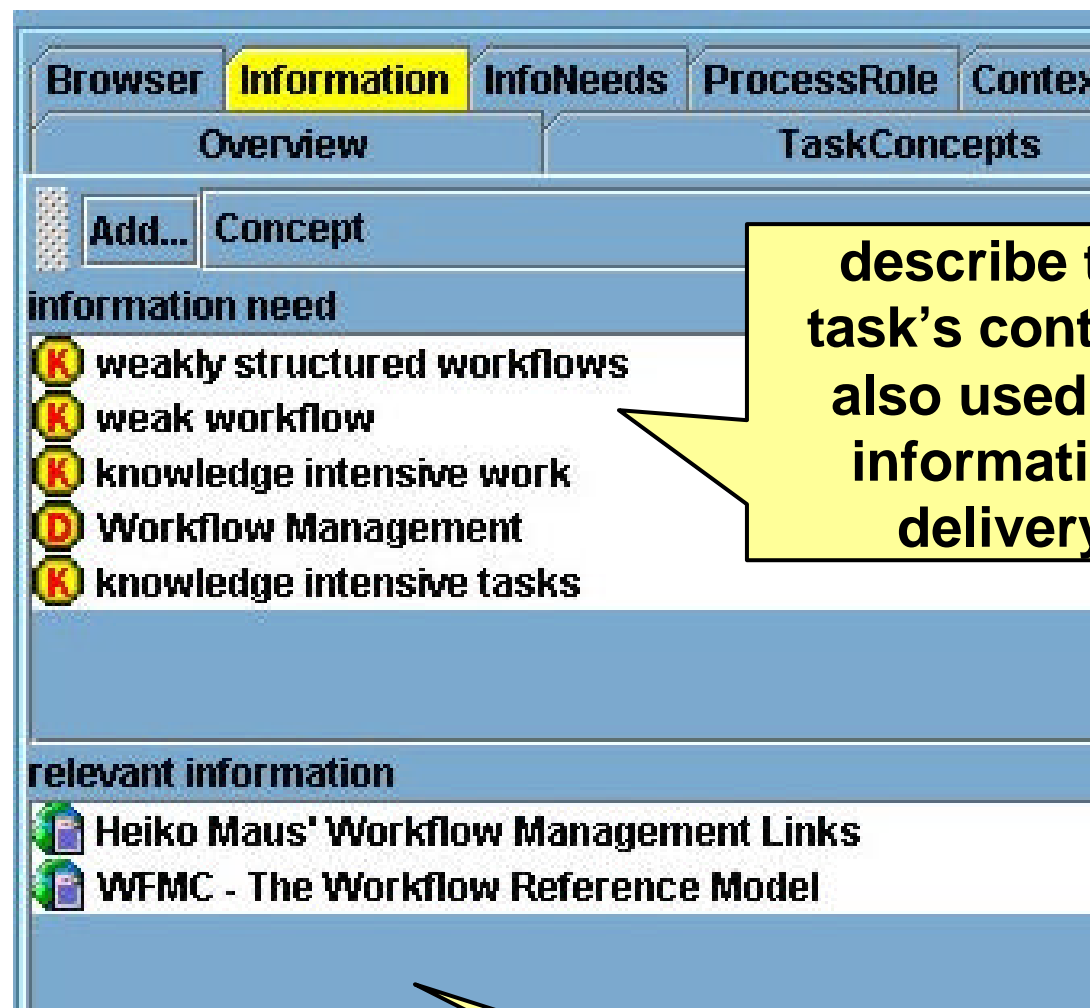 Browser Information InfoNeeds ProcessRole Contex
Overview TaskConcepts
Add... Concept
information need
weakly structured workflows
weak workflow
knowledge intensive work
Workflow Management
knowledge intensive tasks
K
K
K
D
K
describe t
task's cont
also used
informati
delivery
relevant information
Heiko Maus' Workflow Management Links
WFMC - The Workflow Reference Model